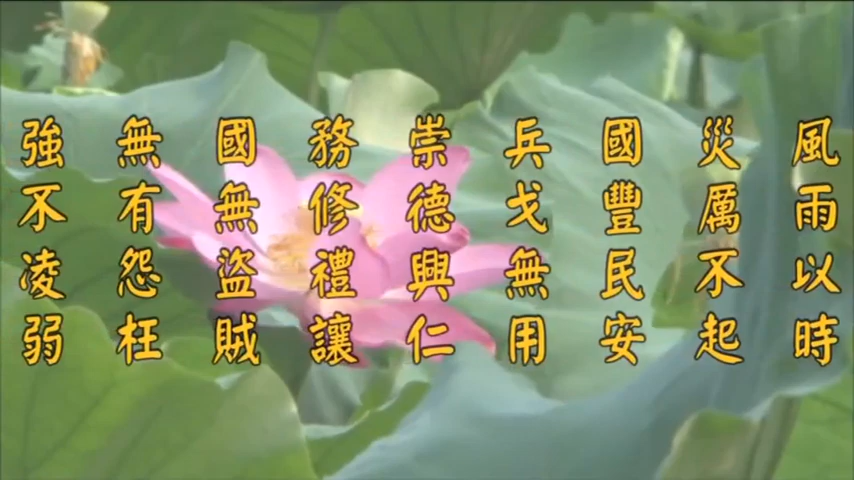 風雨以時
災厲不起
國豐民安
兵戈無用
崇德興仁
務修禮讓
國無盜賊
無有怨枉
強不凌弱